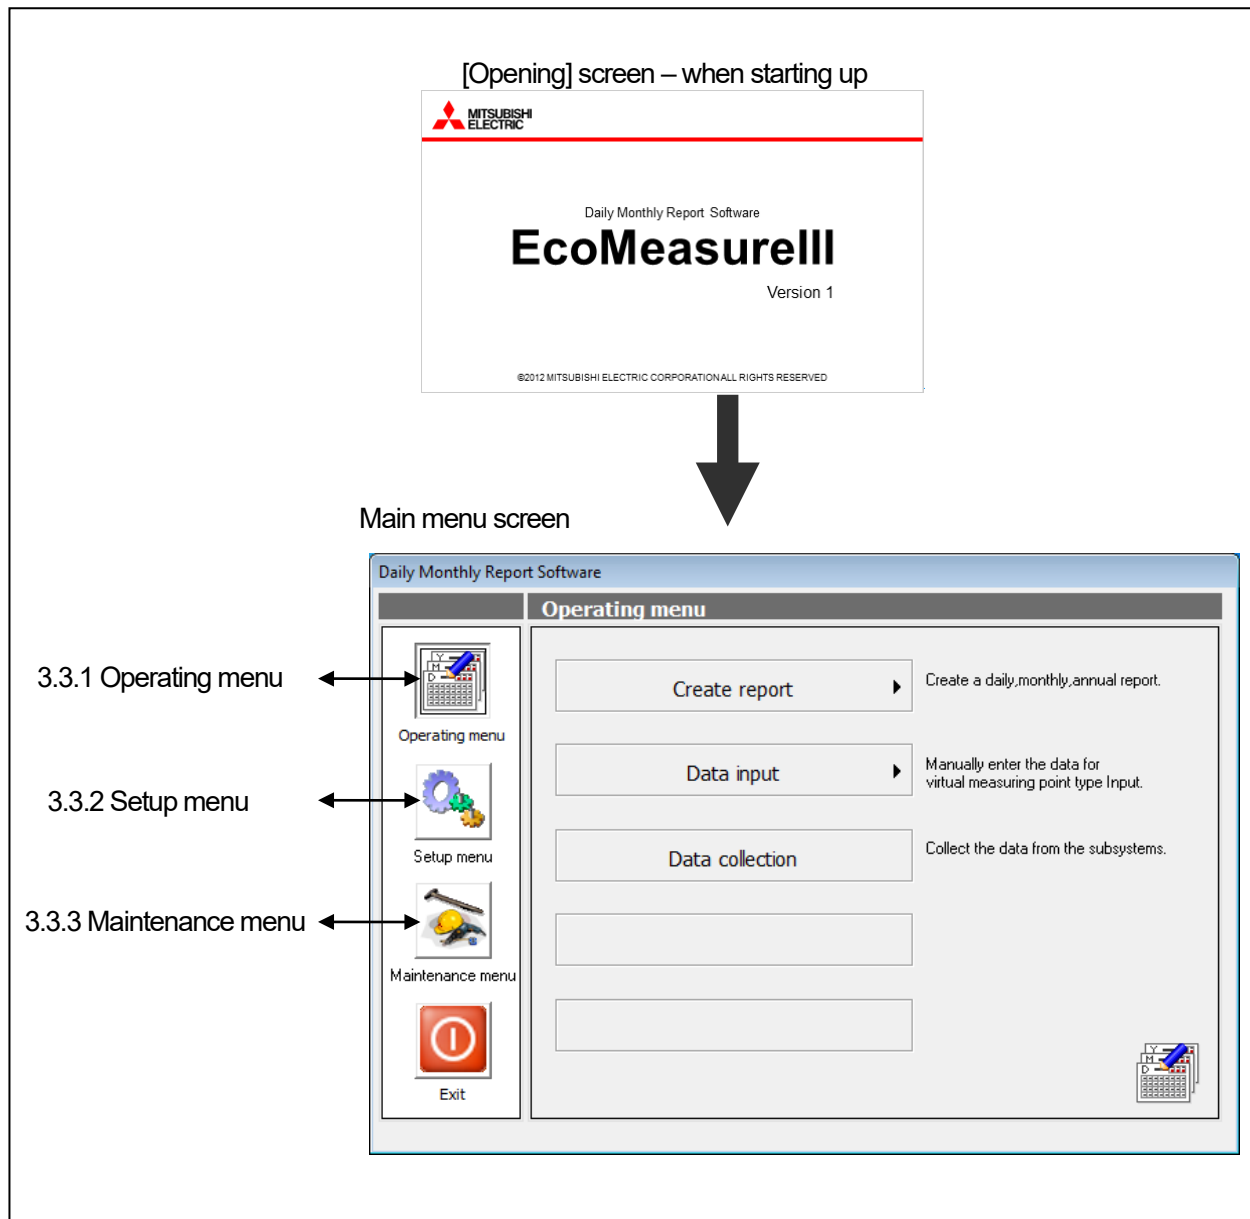 [Opening] screen – when starting up
MITSUBISHI
ELECTRIC
Daily Monthly Report Software
EcoMeasureIII
Version 1
©2012 MITSUBISHI ELECTRIC CORPORATIONALL RIGHTS RESERVED
Main menu screen
Daily Monthly Report Software
Operating menu
3.3.1 Operating menu
Y
M
D
Operating menu
Create report
Create a daily,monthly,annual report.
Data input
Manually enter the data for
virtual measuring point type Input.
3.3.2 Setup menu
Setup menu
Data collection
Collect the data from the subsystems.
3.3.3 Maintenance menu
Maintenance menu
Exit
Y
M
D